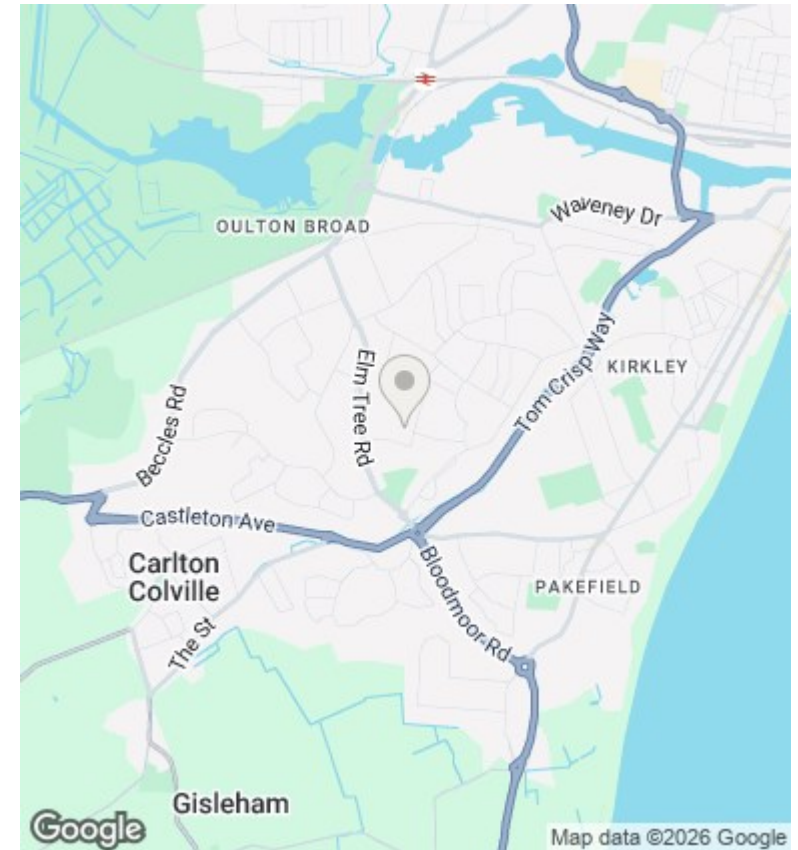 OULTON BROAD
Waveney Dr
KIRKLEY
Tom Crisp Way
Elm Tree Rd
Beccles Rd
Castleton Ave
Carlton
Colville
The St
Bloodmoor Rd
PAKEFIELD
Gisleham
Google
Map data ©2026 Google